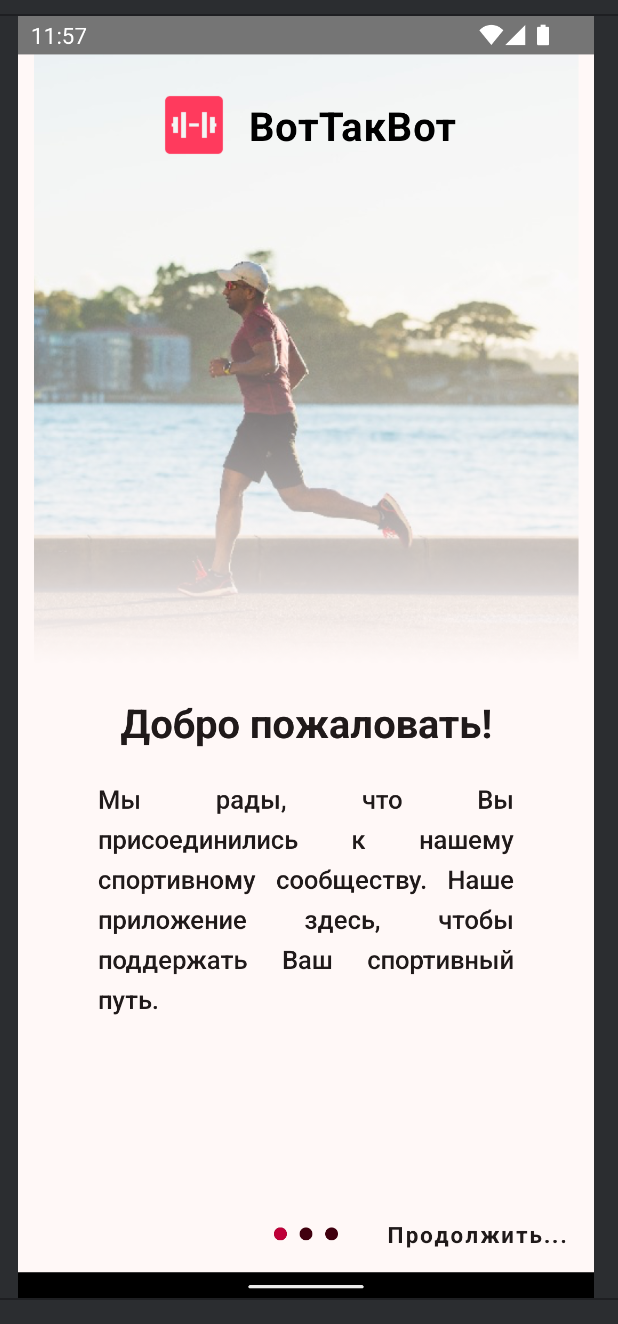 11:57
ВотТакВот
Добро пожаловать!
Мы рады, что Вы
присоединились к нашему
спортивному сообществу. Наше
приложение здесь, чтобы
поддержать Ваш спортивный
путь.
Продолжить...